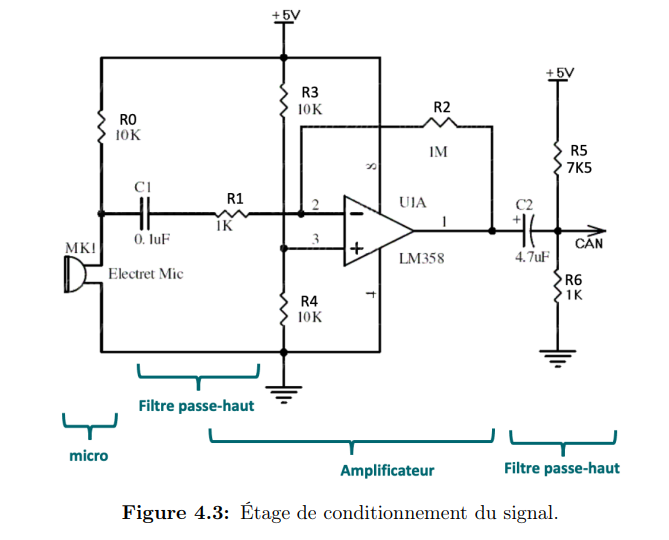 +5V
R3
10K
R0
10K
R2
1M
+5V
R5
7K5
C1
R1
1K
0.1uF
2
8
U1A
1
C2
+
4.7uF
CAN
3
LM358
MK1
Electret Mic
R4
10K
4
R6
1K
Filtre passe-haut
micro
Amplificateur
Filtre passe-haut
Figure 4.3: Étage de conditionnement du signal.